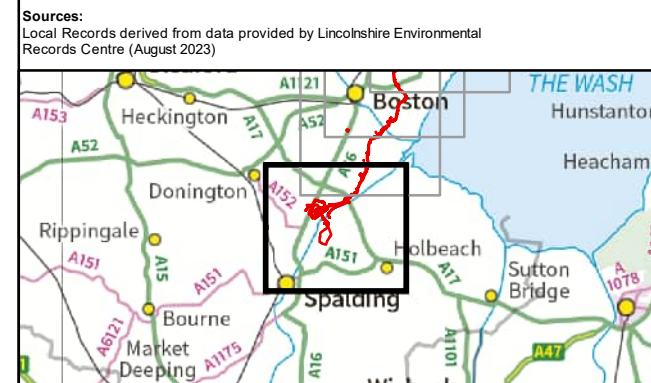 Sources:
Local Records derived from data provided by Lincolnshire Environmental
Records Centre (August 2023)
A1121
THE WASH
Boston
A153
Heckington
A17
A52
Hunstanton
A52
A16
Heacham
Donington
A152
Rippingale
A151
Holbeach
A151
A15
A151
A17
Sutton
Bridge
A
1078
Spalding
Bourne
A6121
Market
Deeping
A1175
A16
A1101
A47